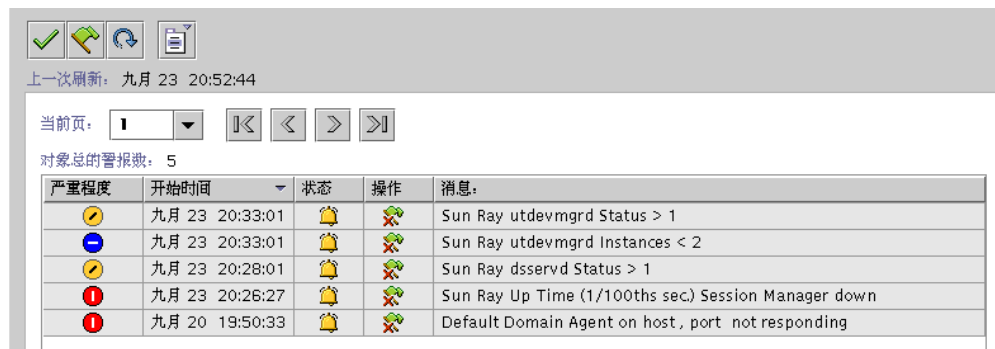 上一次刷新: 九月 23 20:52:44
当前页: 1
对象总的警报数: 5
严重程度 开始时间 状态 操作 消息:
九月 23 20:33:01 Sun Ray utdevmgrd Status > 1
九月 23 20:33:01 Sun Ray utdevmgrd Instances < 2
九月 23 20:28:01 Sun Ray dsservd Status > 1
九月 23 20:26:27 Sun Ray Up Time (1/100ths sec.) Session Manager down
九月 20 19:50:33 Default Domain Agent on host , port not responding